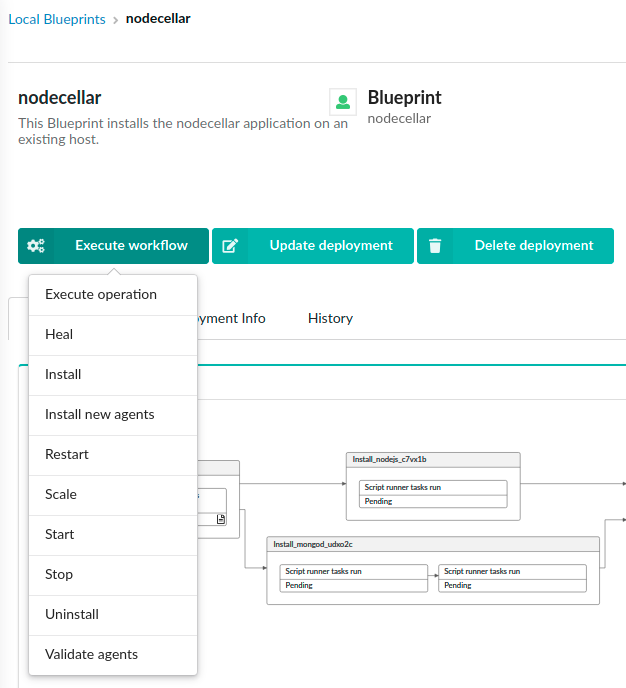 Local Blueprints › nodecellar
nodecellar
This Blueprint installs the nodecellar application on an
existing host.
Blueprint
nodecellar
Execute workflow
Update deployment
Delete deployment
Execute operation
Heal
Install
Install new agents
Restart
Scale
Start
Stop
Uninstall
Validate agents
yment Info
History
Install_nodejs_c7vx1b
Script runner tasks run
Pending
Install_mongod_udxo2c
Script runner tasks run
Pending
Script runner tasks run
Pending